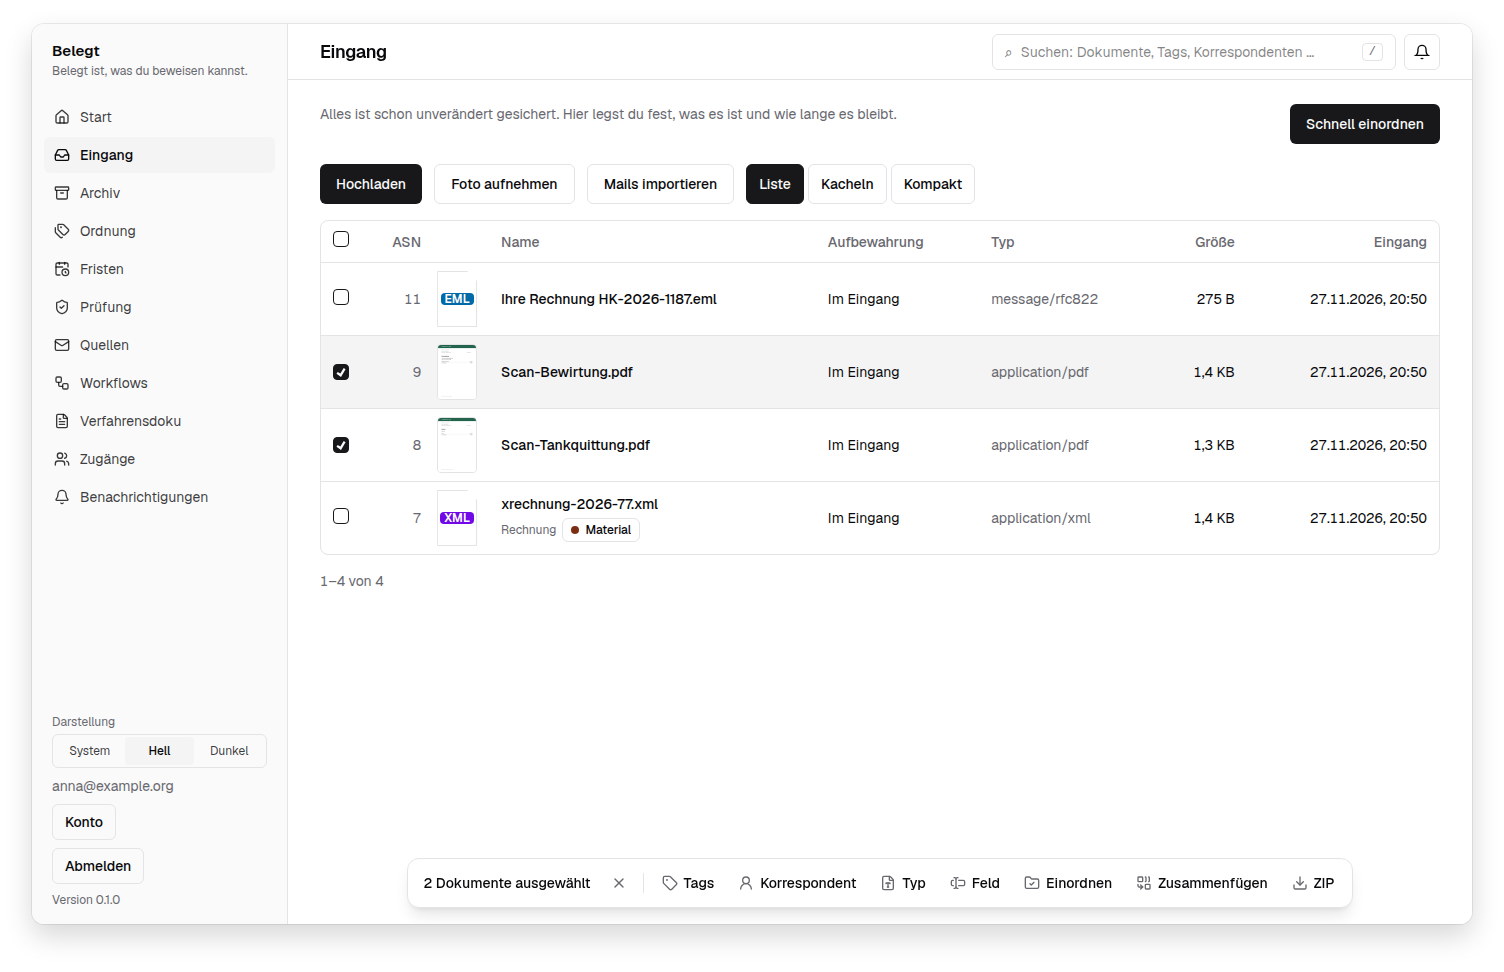 Belegt
Belegt ist, was du beweisen kannst.
Start
Eingang
Archiv
Ordnung
Fristen
Prüfung
Quellen
Workflows
Verfahrensdoku
Zugänge
Benachrichtigungen
Darstellung
System Hell Dunkel
anna@example.org
Konto
Abmelden
Version 0.1.0
Eingang
Suchen: Dokumente, Tags, Korrespondenten … /
Alles ist schon unverändert gesichert. Hier legst du fest, was es ist und wie lange es bleibt.
Schnell einordnen
Hochladen Foto aufnehmen Mails importieren Liste Kacheln Kompakt
ASN Name Aufbewahrung Typ Größe Eingang
11 EML Ihre Rechnung HK-2026-1187.eml Im Eingang message/rfc822 275 B 27.11.2026, 20:50
9 Scan-Bewirtung.pdf Im Eingang application/pdf 1,4 KB 27.11.2026, 20:50
8 Scan-Tankquittung.pdf Im Eingang application/pdf 1,3 KB 27.11.2026, 20:50
7 XML xrechnung-2026-77.xml Im Eingang application/xml 1,4 KB 27.11.2026, 20:50
Rechnung Material
1–4 von 4
2 Dokumente ausgewählt Tags Korrespondent Typ Feld Einordnen Zusammenfügen ZIP